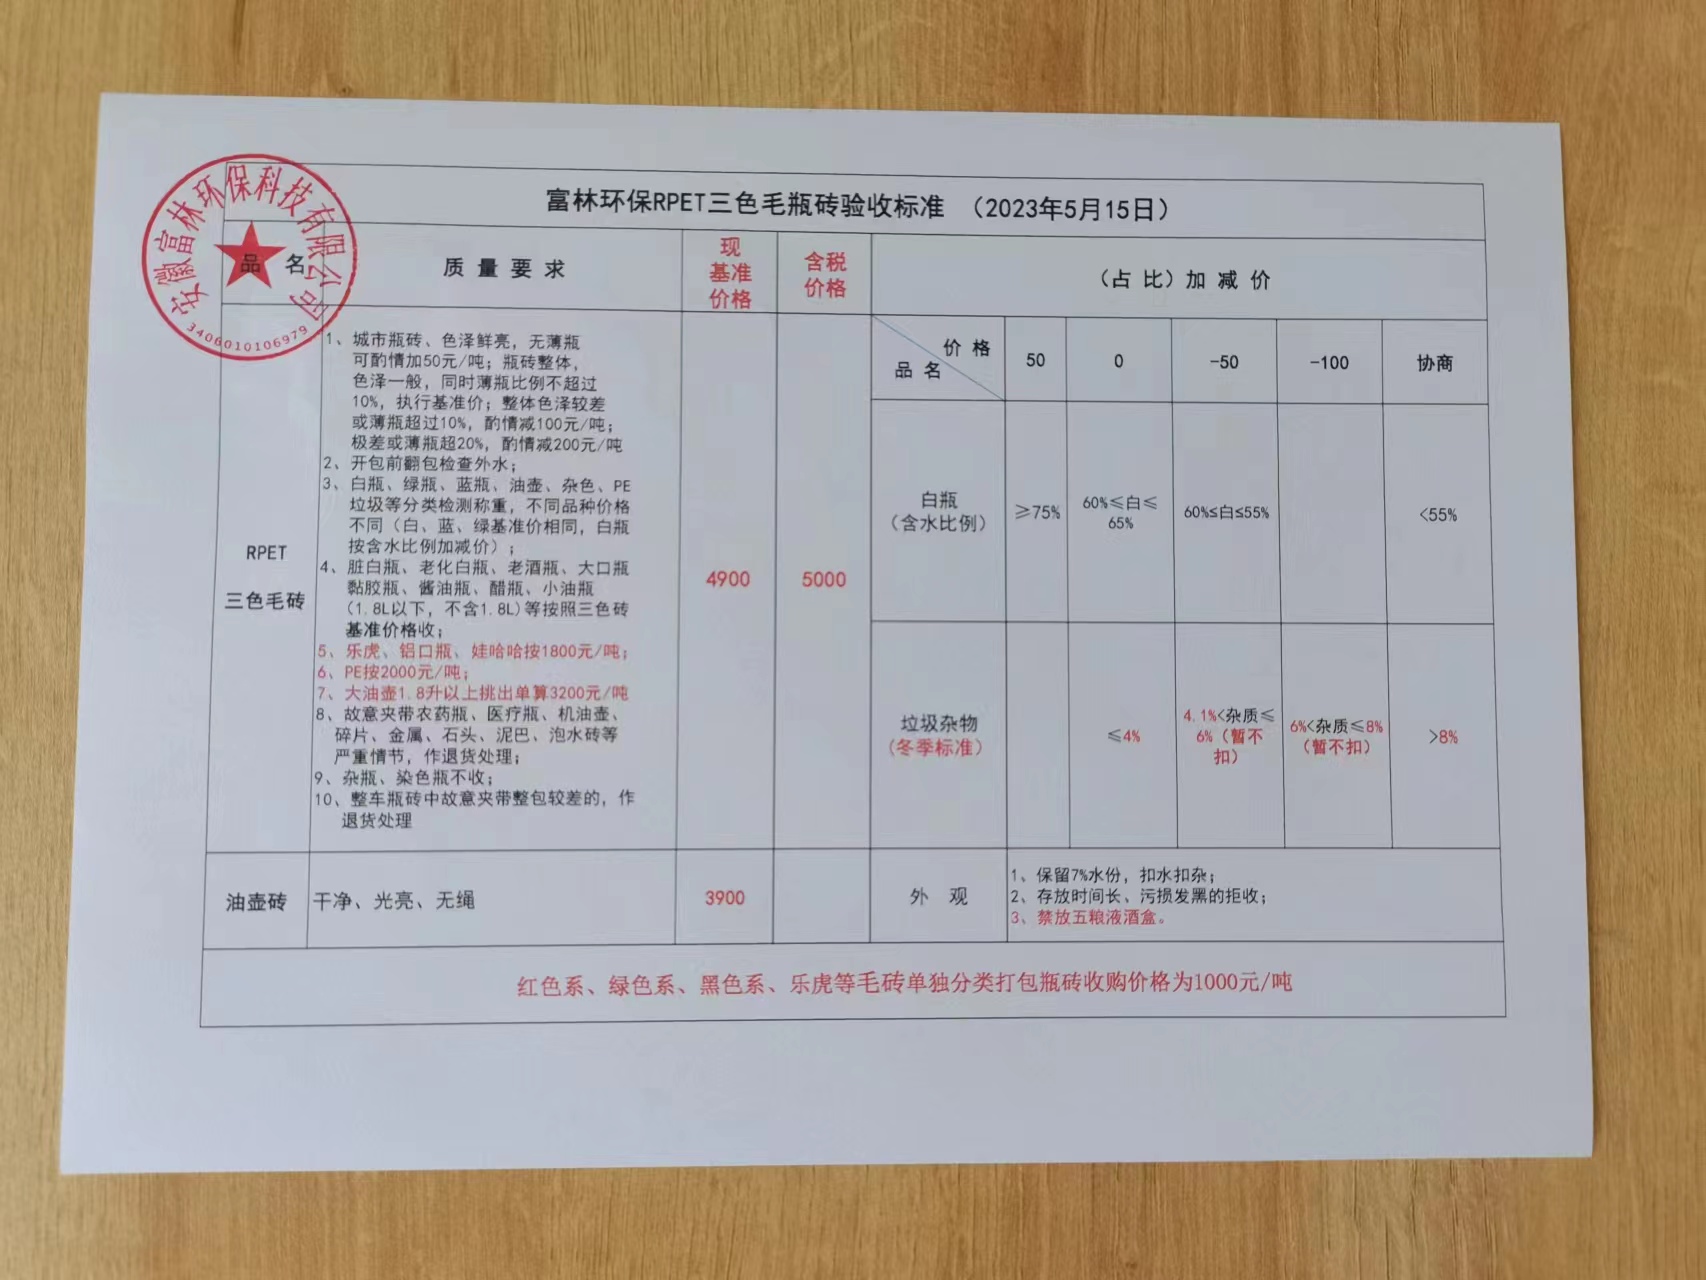 安徽富林环保科技有限公司
3406010106979
富林环保RPET三色毛瓶砖验收标准 （2023年5月15日）
品 名
质 量 要 求
现
基准
价格
含税
价格
（占 比）加 减 价
价 格
品 名
50
0
-50
-100
协商
RPET
三色毛砖
1、城市瓶砖、色泽鲜亮，无薄瓶
可酌情加50元/吨；瓶砖整体，
色泽一般，同时薄瓶比例不超过
10%，执行基准价；整体色泽较差
或薄瓶超过10%，酌情减100元/吨；
极差或薄瓶超20%，酌情减200元/吨
2、开包前翻包检查外水；
3、白瓶、绿瓶、蓝瓶、油壶、杂色、PE
垃圾等分类检测称重，不同品种价格
不同（白、蓝、绿基准价相同，白瓶
按含水比例加减价）；
4、脏白瓶、老化白瓶、老酒瓶、大口瓶
黏胶瓶、酱油瓶、醋瓶、小油瓶
(1.8L以下，不含1.8L)等按照三色砖
基准价格收；
5、乐虎、铝口瓶、娃哈哈按1800元/吨；
6、PE按2000元/吨；
7、大油壶1.8升以上挑出单算3200元/吨
8、故意夹带农药瓶、医疗瓶、机油壶、
碎片、金属、石头、泥巴、泡水砖等
严重情节，作退货处理；
9、杂瓶、染色瓶不收；
10、整车瓶砖中故意夹带整包较差的，作
退货处理
4900
5000
白瓶
（含水比例）
≥75%
60%≤白≤
65%
60%≤白≤55%
<55%
垃圾杂物
（冬季标准）
≤4%
4.1%<杂质≤
6%（暂不
扣）
6%<杂质≤8%
（暂不扣）
>8%
油壶砖
干净、光亮、无绳
3900
外 观
1、保留7%水份，扣水扣杂；
2、存放时间长、污损发黑的拒收；
3、禁放五粮液酒盒。
红色系、绿色系、黑色系、乐虎等毛砖单独分类打包瓶砖收购价格为1000元/吨